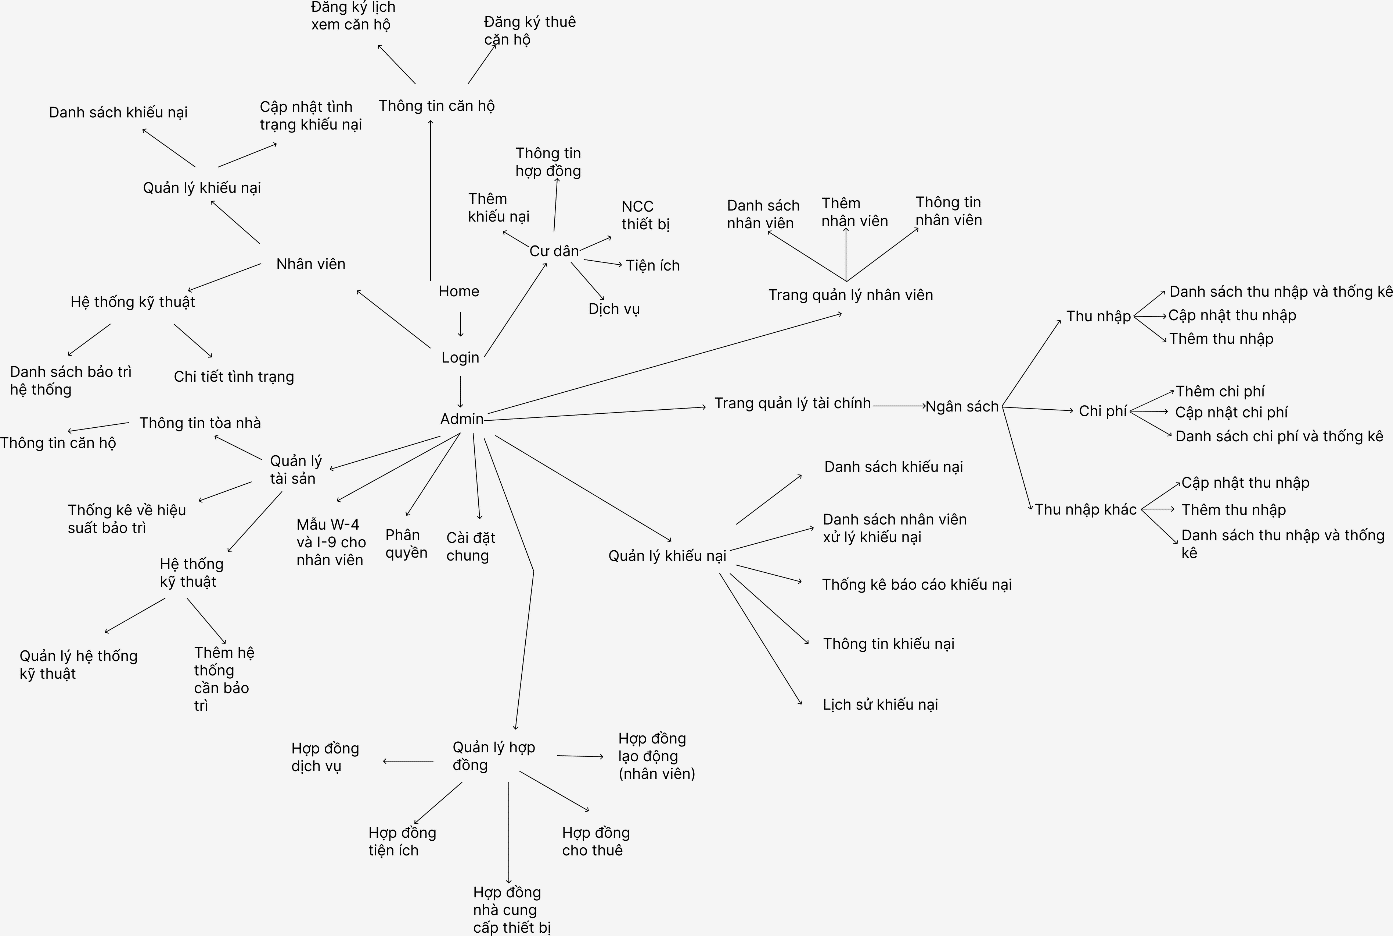 Đăng ký lịch
xem căn hộ
Đăng ký thuê
căn hộ
Danh sách khiếu nại
Cập nhật tình
trạng khiếu nại
Thông tin căn hộ
Quản lý khiếu nại
Thông tin
hợp đồng
Thêm
khiếu nại
NCC
thiết bị
Cư dân
Tiện ích
Dịch vụ
Danh sách
nhân viên
Thêm
nhân viên
Thông tin
nhân viên
Nhân viên
Home
Trang quản lý nhân viên
Hệ thống kỹ thuật
Danh sách bảo trì
hệ thống
Chi tiết tình trạng
Login
Thu nhập
Danh sách thu nhập và thống kê
Cập nhật thu nhập
Thêm thu nhập
Thông tin tòa nhà
Thông tin căn hộ
Admin
Trang quản lý tài chính
Ngân sách
Chi phí
Thêm chi phí
Cập nhật chi phí
Danh sách chi phí và thống kê
Quản lý
tài sản
Thống kê về hiệu
suất bảo trì
Mẫu W-4
và I-9 cho
nhân viên
Phân
quyền
Cài đặt
chung
Thu nhập khác
Cập nhật thu nhập
Thêm thu nhập
Danh sách thu nhập và thống
kê
Quản lý khiếu nại
Danh sách khiếu nại
Danh sách nhân viên
xử lý khiếu nại
Thống kê báo cáo khiếu nại
Thông tin khiếu nại
Lịch sử khiếu nại
Hệ thống
kỹ thuật
Quản lý hệ thống
kỹ thuật
Thêm hệ
thống
cần bảo
trì
Hợp đồng
dịch vụ
Quản lý hợp
đồng
Hợp đồng
lạo động
(nhân viên)
Hợp đồng
tiện ích
Hợp đồng
cho thuê
Hợp đồng
nhà cung
cấp thiết bị